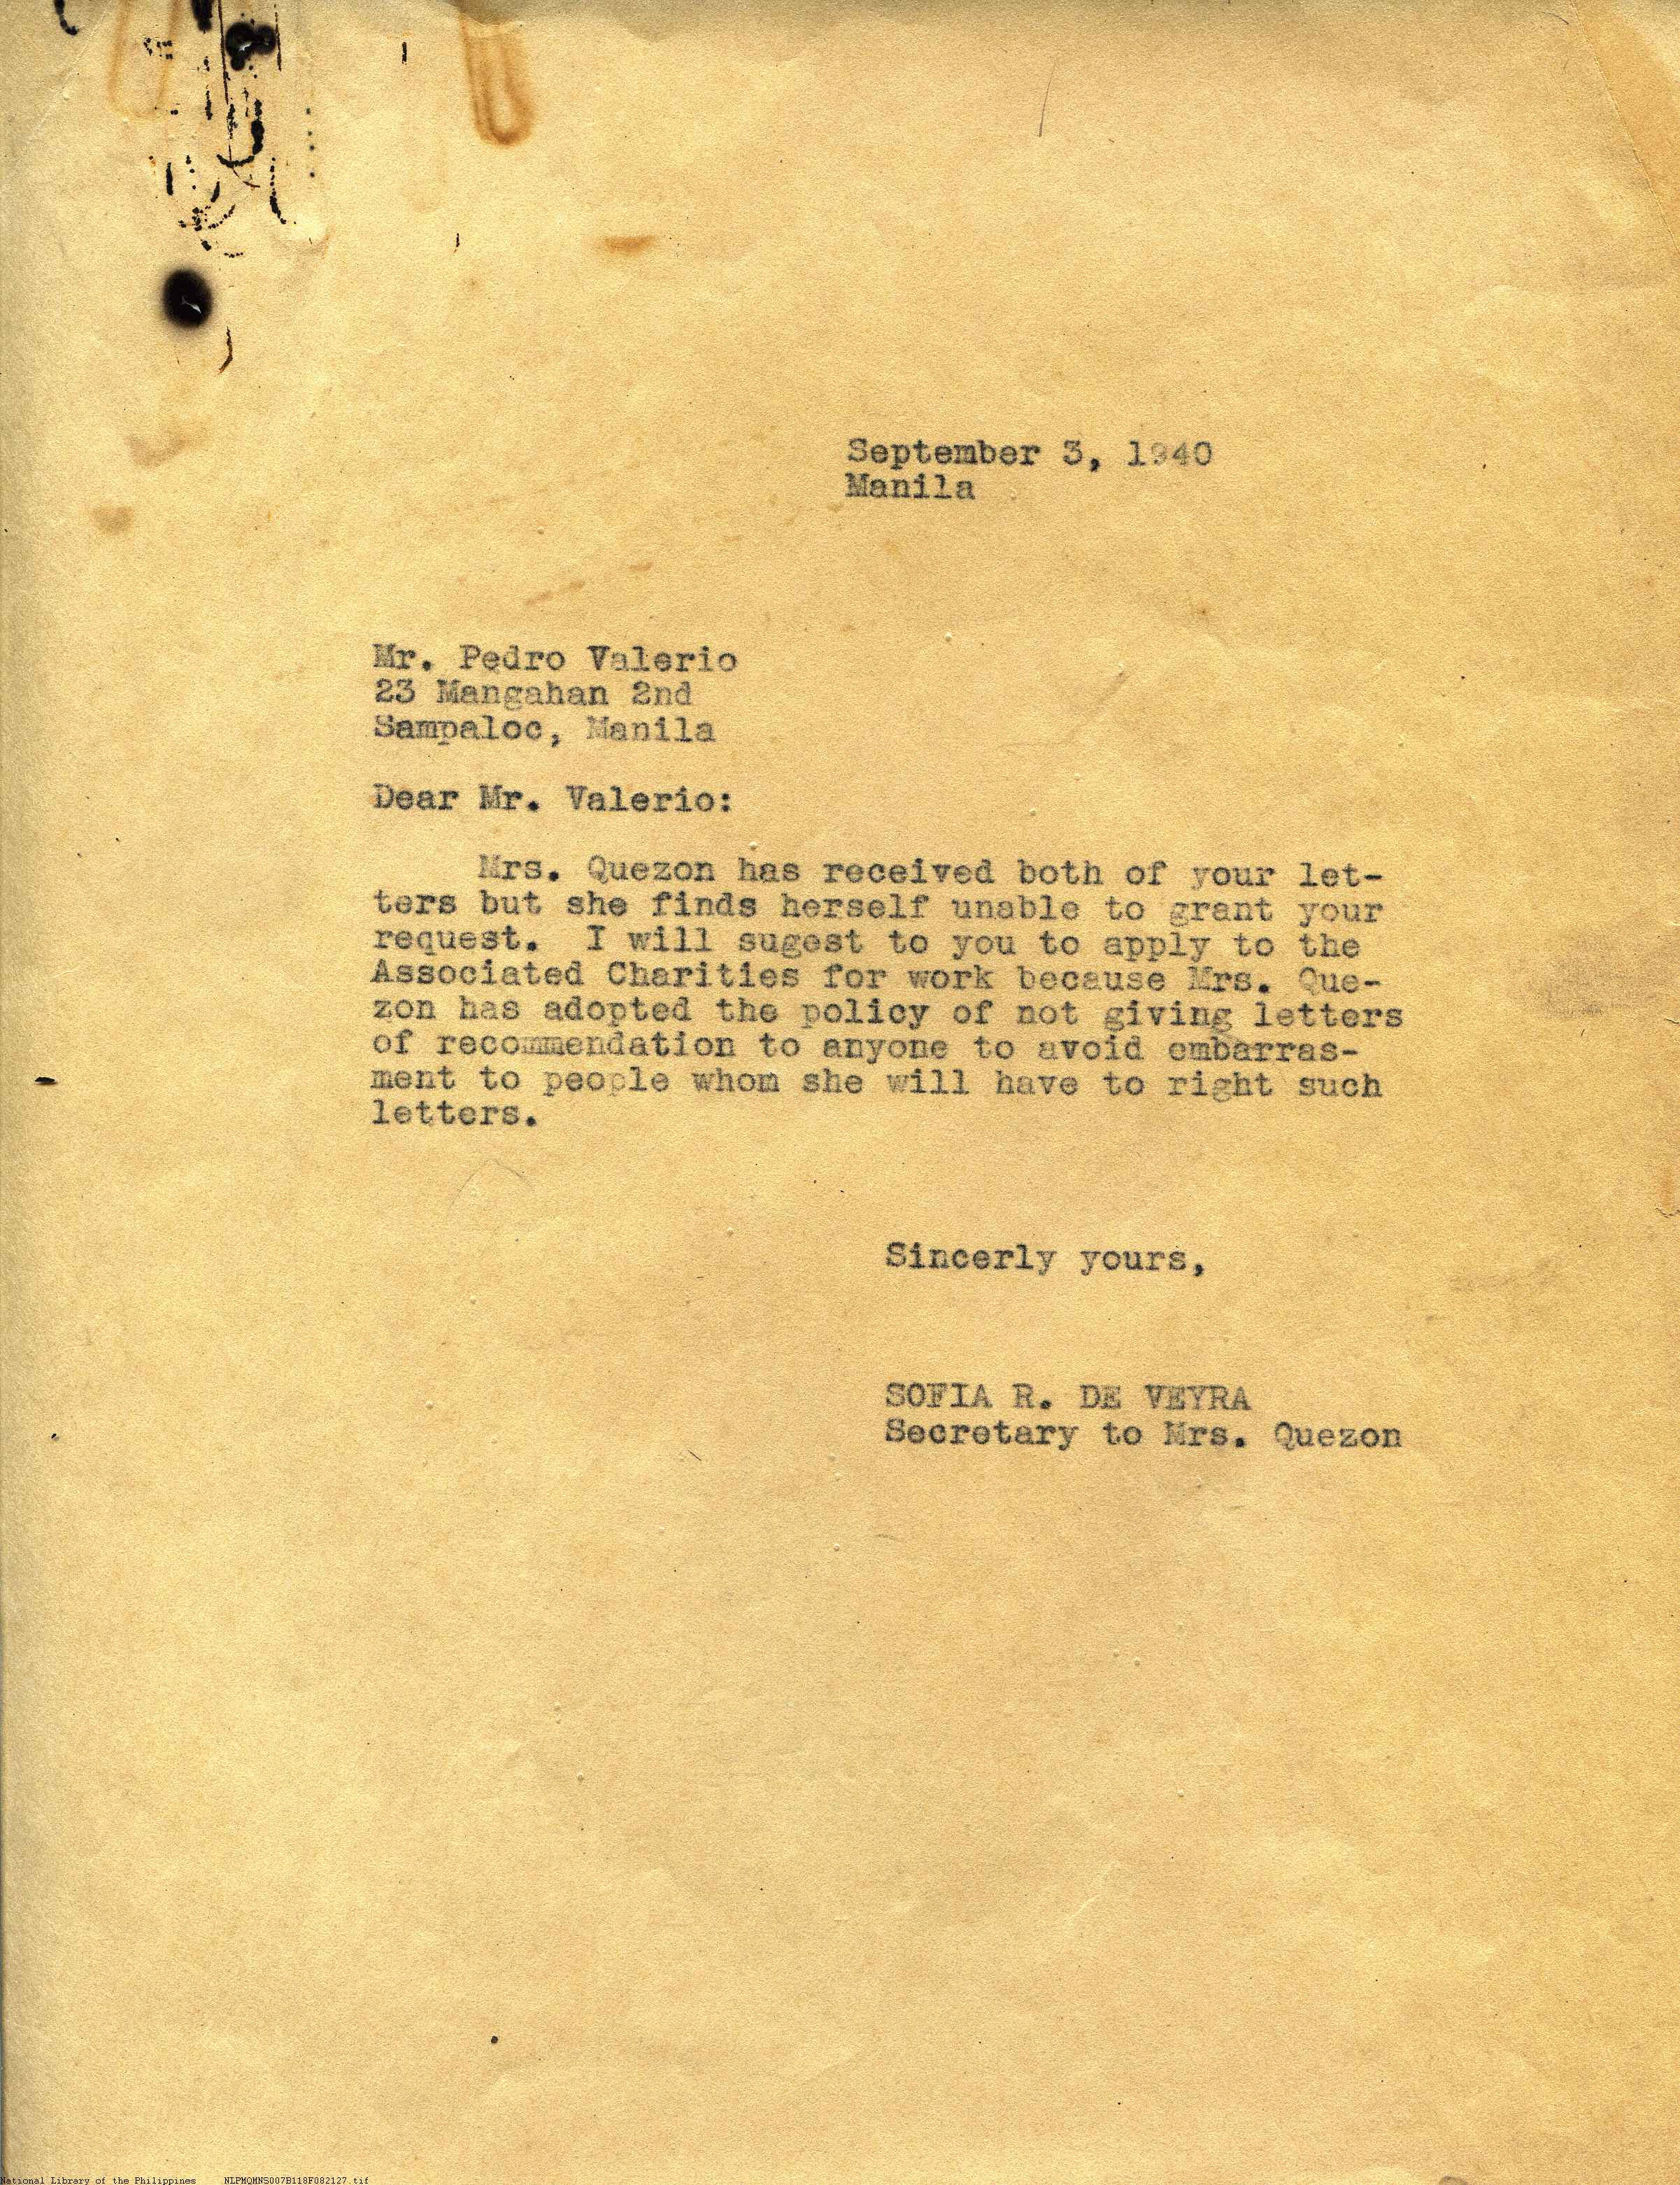 September 3, 1940
Manila
Mr. Pedro Valerio
23 Mangahan 2nd
Sampaloc, Manila
Dear Mr. Valerio:
Mrs. Quezon has received both of your let-
ters but she finds herself unable to grant your
request. I will sugest to you to apply to the
Associated Charities for work because Mrs. Que-
zon has adopted the policy of not giving letters
of recommendation to anyone to avoid embarras-
ment to people whom she will have to right such
letters.
Sincerly yours,
SOFIA R. DE VEYRA
Secretary to Mrs. Quezon
National Library of the Philippines NLPMQMNS007B118F082127.tif